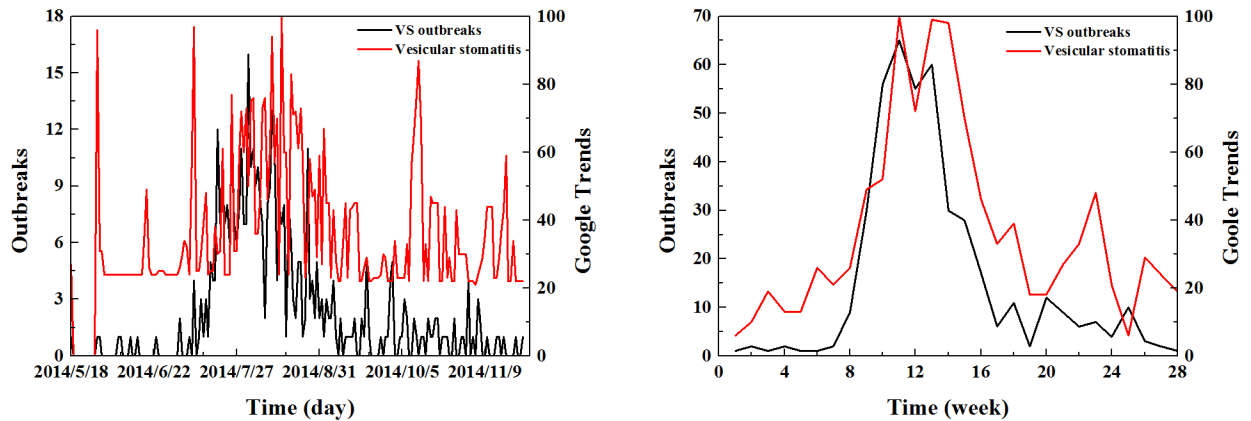 18
15
12
9
6
3
0
Outbreaks
VS outbreaks
Vesicular stomatitis
100
80
60
40
20
0
Google Trends
0
2014/5/18 2014/6/22 2014/7/27 2014/8/31 2014/10/5 2014/11/9
Time (day)
70
60
50
40
30
20
10
0
Outbreaks
VS outbreaks
Vesicular stomatitis
100
80
60
40
20
0
Goole Trends
0 4 8 12 16 20 24 28
Time (week)